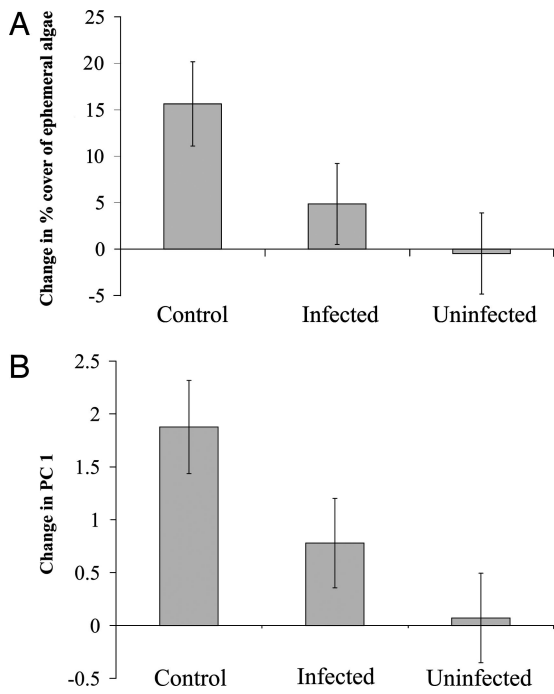 A
Change in % cover of ephemeral algae
25
20
15
10
5
0
-5
Control Infected Uninfected
B
Change in PC 1
2.5
2
1.5
1
0.5
0
-0.5
Control Infected Uninfected